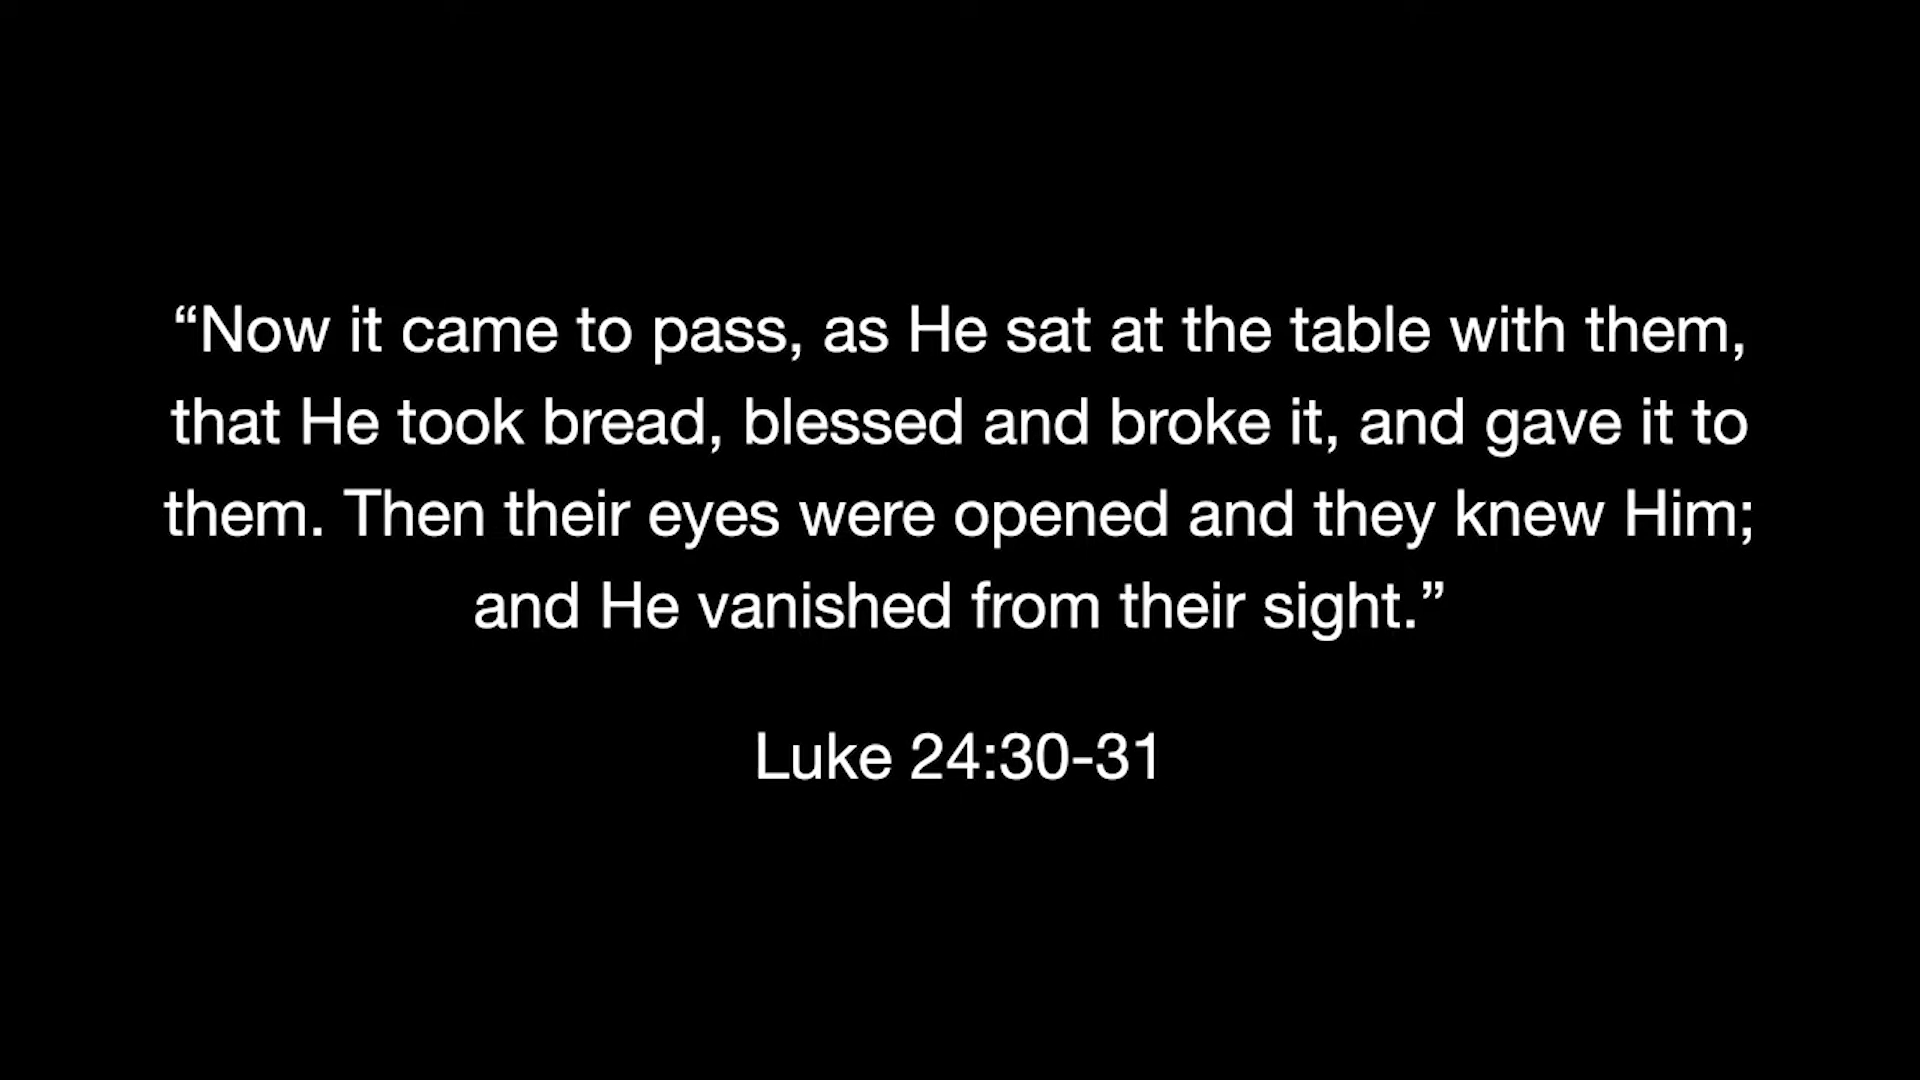 “Now it came to pass, as He sat at the table with them,
that He took bread, blessed and broke it, and gave it to
them. Then their eyes were opened and they knew Him;
and He vanished from their sight.”
Luke 24:30-31